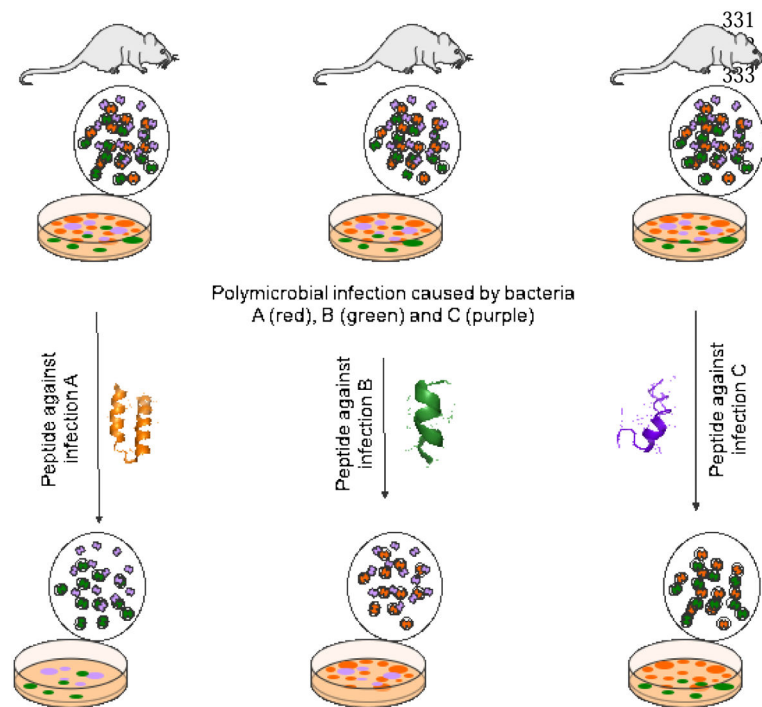 331
333
Polymicrobial infection caused by bacteria
A (red), B (green) and C (purple)
Peptide against
infection A
Peptide against
infection B
Peptide against
infection C